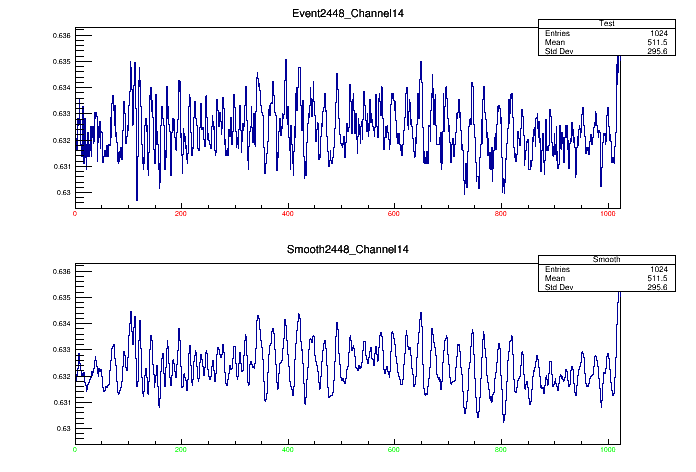 Event2448_Channel14
Test
Entries 1024
Mean 511.5
Std Dev 295.6
0.636
0.635
0.634
0.633
0.632
0.631
0.63
0 200 400 600 800 1000
Smooth2448_Channel14
Smooth
Entries 1024
Mean 511.5
Std Dev 295.6
0.636
0.635
0.634
0.633
0.632
0.631
0.63
0 200 400 600 800 1000